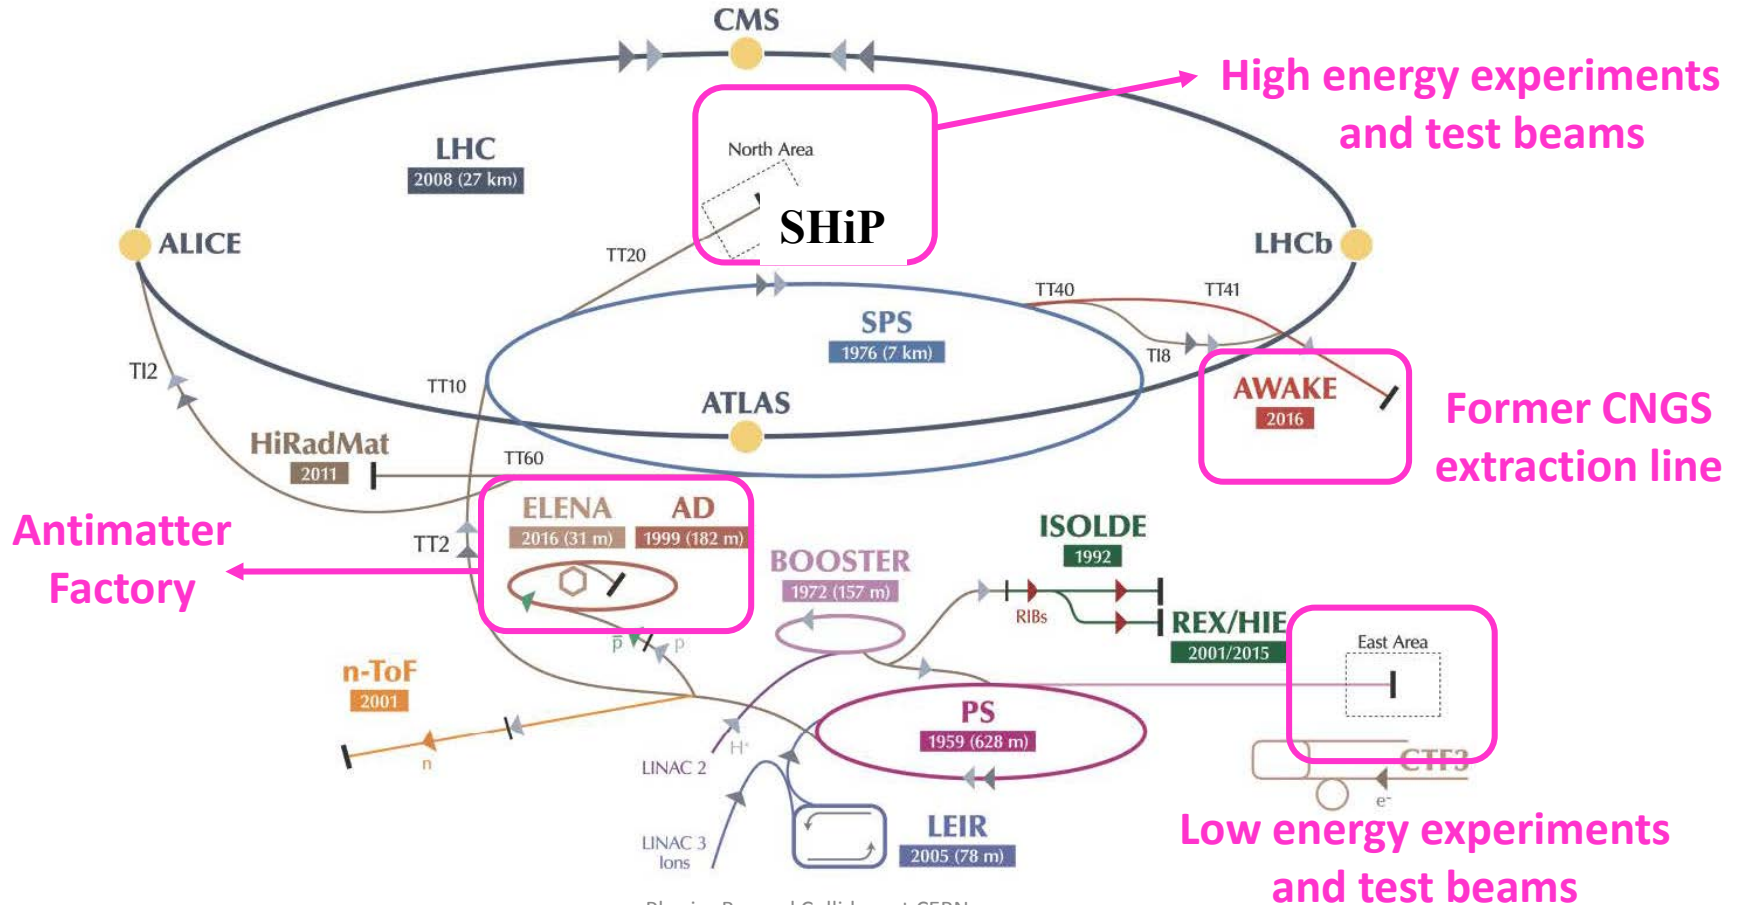 CMS
High energy experiments
and test beams
North Area
LHC
2008 (27 km)
SHiP
ALICE
LHCb
TT20
TT40
TT41
SPS
1976 (7 km)
TI8
TI2
TT10
ATLAS
AWAKE
2016
Former CNGS
extraction line
HiRadMat
2011
TT60
ELENA
2016 (31 m)
AD
1999 (182 m)
Antimatter
Factory
TT2
ISOLDE
1992
BOOSTER
1972 (157 m)
RIBs
REX/HIE
2001/2015
East Area
p̅
p
n-ToF
2001
PS
1959 (628 m)
H⁺
n
LINAC 2
CTF3
e⁻
LEIR
2005 (78 m)
LINAC 3
Ions
Low energy experiments
and test beams